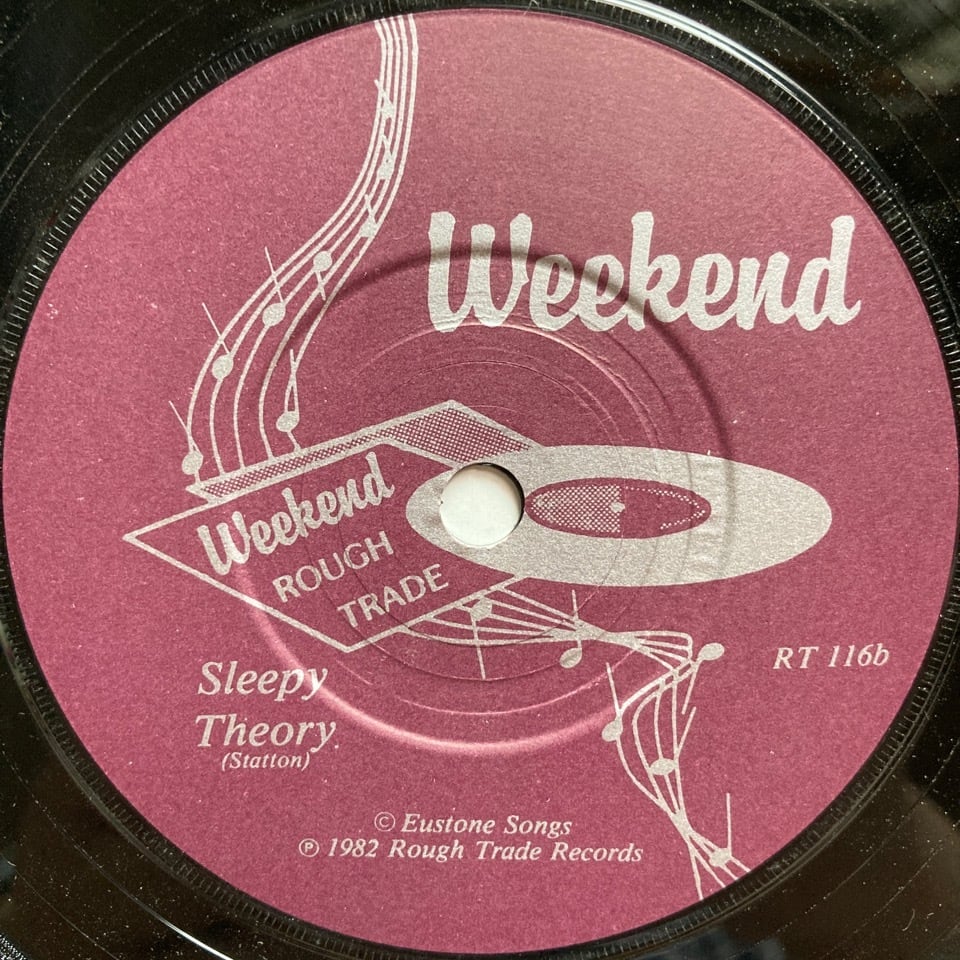 Weekend
Weekend
ROUGH
TRADE
RT 116b
Sleepy
Theory
(Statton)
© Eustone Songs
℗ 1982 Rough Trade Records